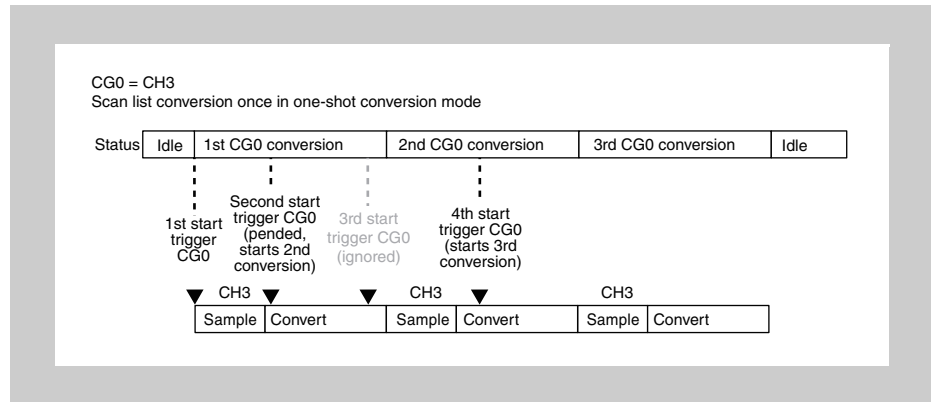 CG0 = CH3
Scan list conversion once in one-shot conversion mode
Status Idle 1st CG0 conversion 2nd CG0 conversion 3rd CG0 conversion Idle
1st start
trigger
CG0
Second start
trigger CG0
(pended,
starts 2nd
conversion)
3rd start
trigger CG0
(ignored)
4th start
trigger CG0
(starts 3rd
conversion)
CH3 CH3 CH3
Sample Convert Sample Convert Sample Convert